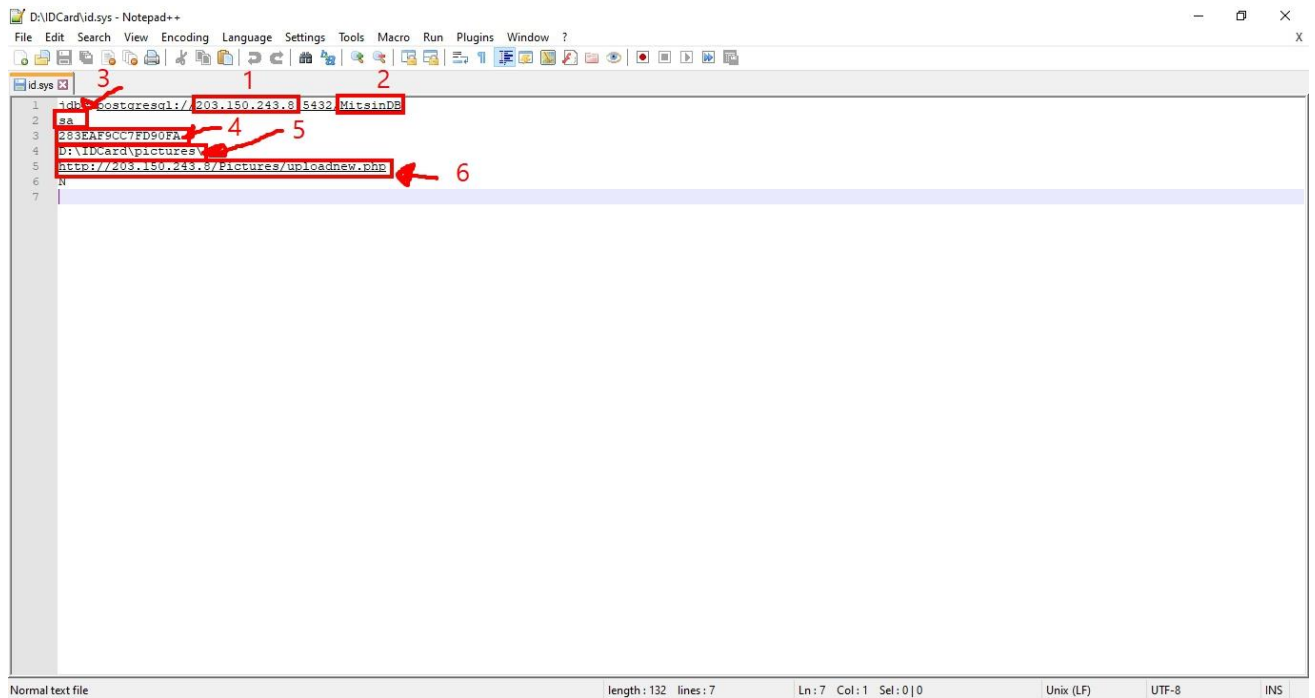 D:\IDCard\id.sys - Notepad++
File Edit Search View Encoding Language Settings Tools Macro Run Plugins Window ? X
id.sys
3 1 2
1 jdbc:postgresql://203.150.243.8:5432/MitsinDB
2 sa
3 283EAF9CC7FD90FA
4 5
4 D:\IDCard\pictures\
5 http://203.150.243.8/Pictures/uploadnew.php
6
6 N
7
Normal text file length : 132 lines : 7 Ln : 7 Col : 1 Sel : 0 | 0 Unix (LF) UTF-8 INS